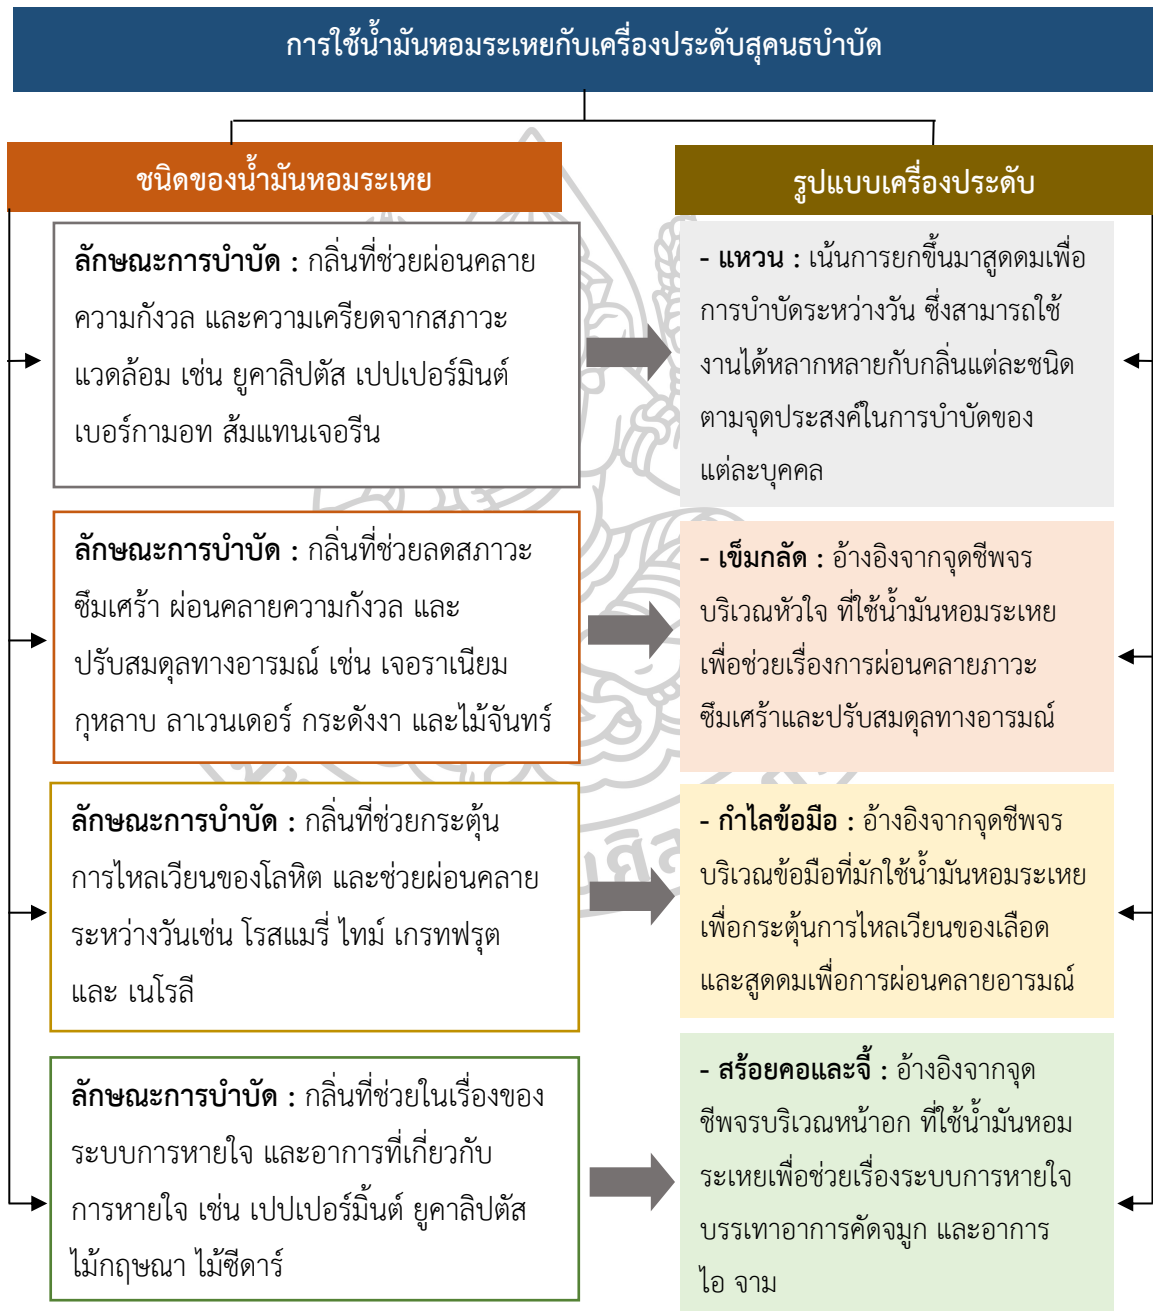 การใช้น้ำมันหอมระเหยกับเครื่องประดับสุคนธบำบัด
ชนิดของน้ำมันหอมระเหย
ลักษณะการบำบัด : กลิ่นที่ช่วยผ่อนคลาย
ความกังวล และความเครียดจากสภาวะ
แวดล้อม เช่น ยูคาลิปตัส เปปเปอร์มินต์
เบอร์กามอท ส้มแทนเจอรีน
ลักษณะการบำบัด : กลิ่นที่ช่วยลดสภาวะ
ซึมเศร้า ผ่อนคลายความกังวล และ
ปรับสมดุลทางอารมณ์ เช่น เจอราเนียม
กุหลาบ ลาเวนเดอร์ กระดังงา และไม้จันทร์
ลักษณะการบำบัด : กลิ่นที่ช่วยกระตุ้น
การไหลเวียนของโลหิต และช่วยผ่อนคลาย
ระหว่างวันเช่น โรสแมรี่ ไทม์ เกรทฟรุต
และ เนโรลี
ลักษณะการบำบัด : กลิ่นที่ช่วยในเรื่องของ
ระบบการหายใจ และอาการที่เกี่ยวกับ
การหายใจ เช่น เปปเปอร์มิ้นต์ ยูคาลิปตัส
ไม้กฤษณา ไม้ซีดาร์
รูปแบบเครื่องประดับ
- แหวน : เน้นการยกขึ้นมาสูดดมเพื่อ
การบำบัดระหว่างวัน ซึ่งสามารถใช้
งานได้หลากหลายกับกลิ่นแต่ละชนิด
ตามจุดประสงค์ในการบำบัดของ
แต่ละบุคคล
- เข็มกลัด : อ้างอิงจากจุดชีพจร
บริเวณหัวใจ ที่ใช้น้ำมันหอมระเหย
เพื่อช่วยเรื่องการผ่อนคลายภาวะ
ซึมเศร้าและปรับสมดุลทางอารมณ์
- กำไลข้อมือ : อ้างอิงจากจุดชีพจร
บริเวณข้อมือที่มักใช้น้ำมันหอมระเหย
เพื่อกระตุ้นการไหลเวียนของเลือด
และสูดดมเพื่อการผ่อนคลายอารมณ์
- สร้อยคอและจี้ : อ้างอิงจากจุด
ชีพจรบริเวณหน้าอก ที่ใช้น้ำมันหอม
ระเหยเพื่อช่วยเรื่องระบบการหายใจ
บรรเทาอาการคัดจมูก และอาการ
ไอ จาม